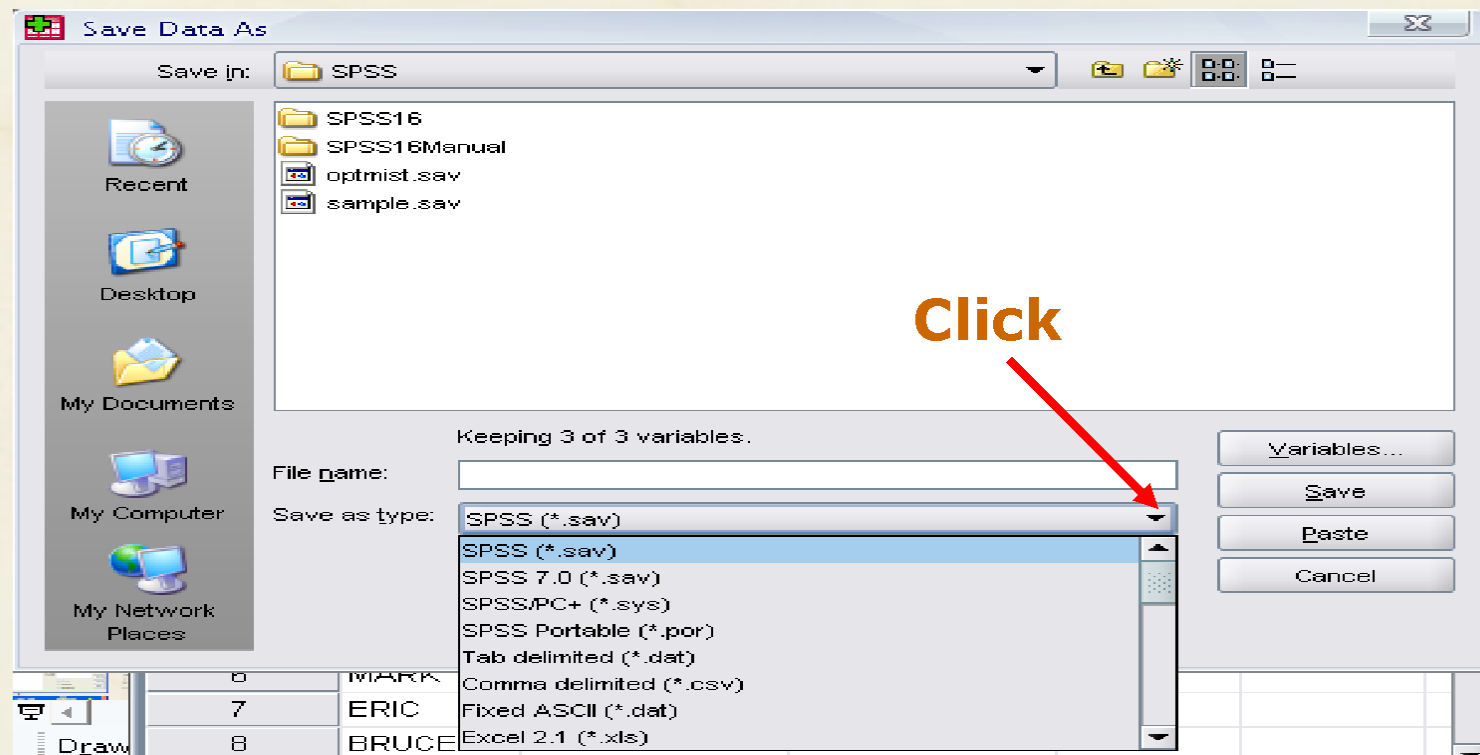 Save Data As
Save in: SPSS
SPSS16
SPSS16Manual
optmist.sav
sample.sav
Recent
Desktop
My Documents
My Computer
My Network Places
Click
Keeping 3 of 3 variables.
File name:
Save as type: SPSS (*.sav)
SPSS (*.sav)
SPSS 7.0 (*.sav)
SPSS/PC+ (*.sys)
SPSS Portable (*.por)
Tab delimited (*.dat)
Comma delimited (*.csv)
Fixed ASCII (*.dat)
Excel 2.1 (*.xls)
Variables...
Save
Paste
Cancel
6 MARK
7 ERIC
8 BRUCE
Draw